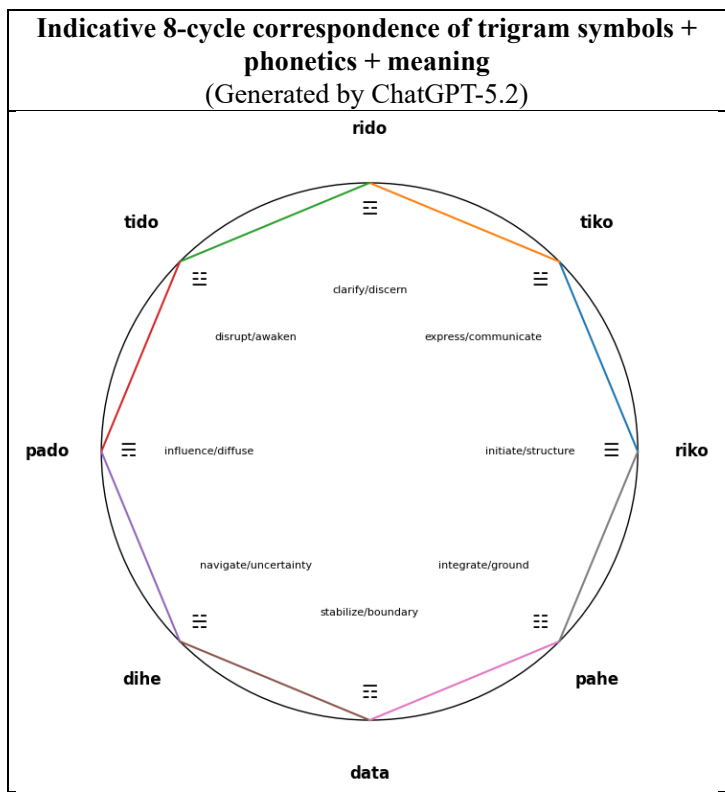 Indicative 8-cycle correspondence of trigram symbols +
phonetics + meaning
(Generated by ChatGPT-5.2)
rido
tido
tiko
☲
☳
☱
clarify/discern
disrupt/awaken
express/communicate
pado
☴
influence/diffuse
initiate/structure
☰
riko
navigate/uncertainty
integrate/ground
stabilize/boundary
☵
☷
dihe
pahe
☶
data